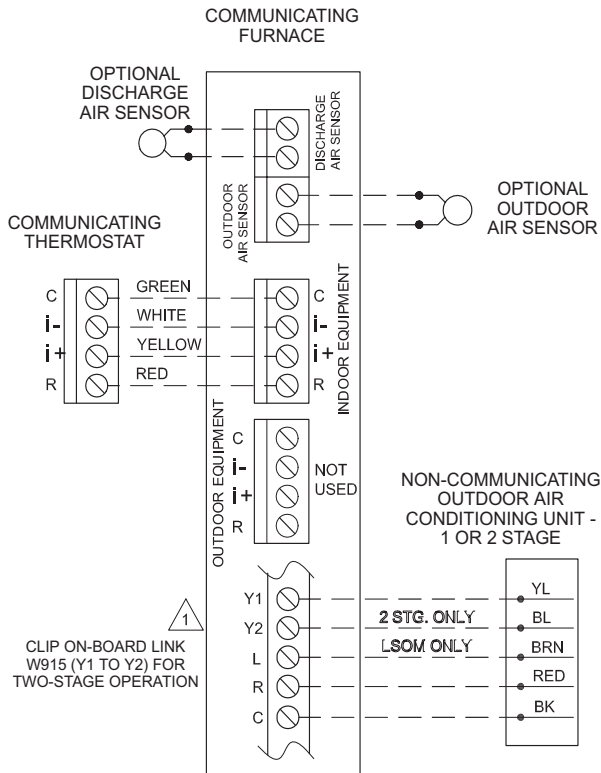 COMMUNICATING
FURNACE
OPTIONAL
DISCHARGE
AIR SENSOR
DISCHARGE
AIR SENSOR
OUTDOOR
AIR SENSOR
OPTIONAL
OUTDOOR
AIR SENSOR
COMMUNICATING
THERMOSTAT
C GREEN C
i- WHITE i-
i+ YELLOW i+
R RED R
INDOOR EQUIPMENT
OUTDOOR EQUIPMENT
C
i-
i+
R
NOT
USED
NON-COMMUNICATING
OUTDOOR AIR
CONDITIONING UNIT -
1 OR 2 STAGE
1
CLIP ON-BOARD LINK
W915 (Y1 TO Y2) FOR
TWO-STAGE OPERATION
Y1 YL
Y2 2 STG. ONLY BL
L LSOM ONLY BRN
R RED
C BK